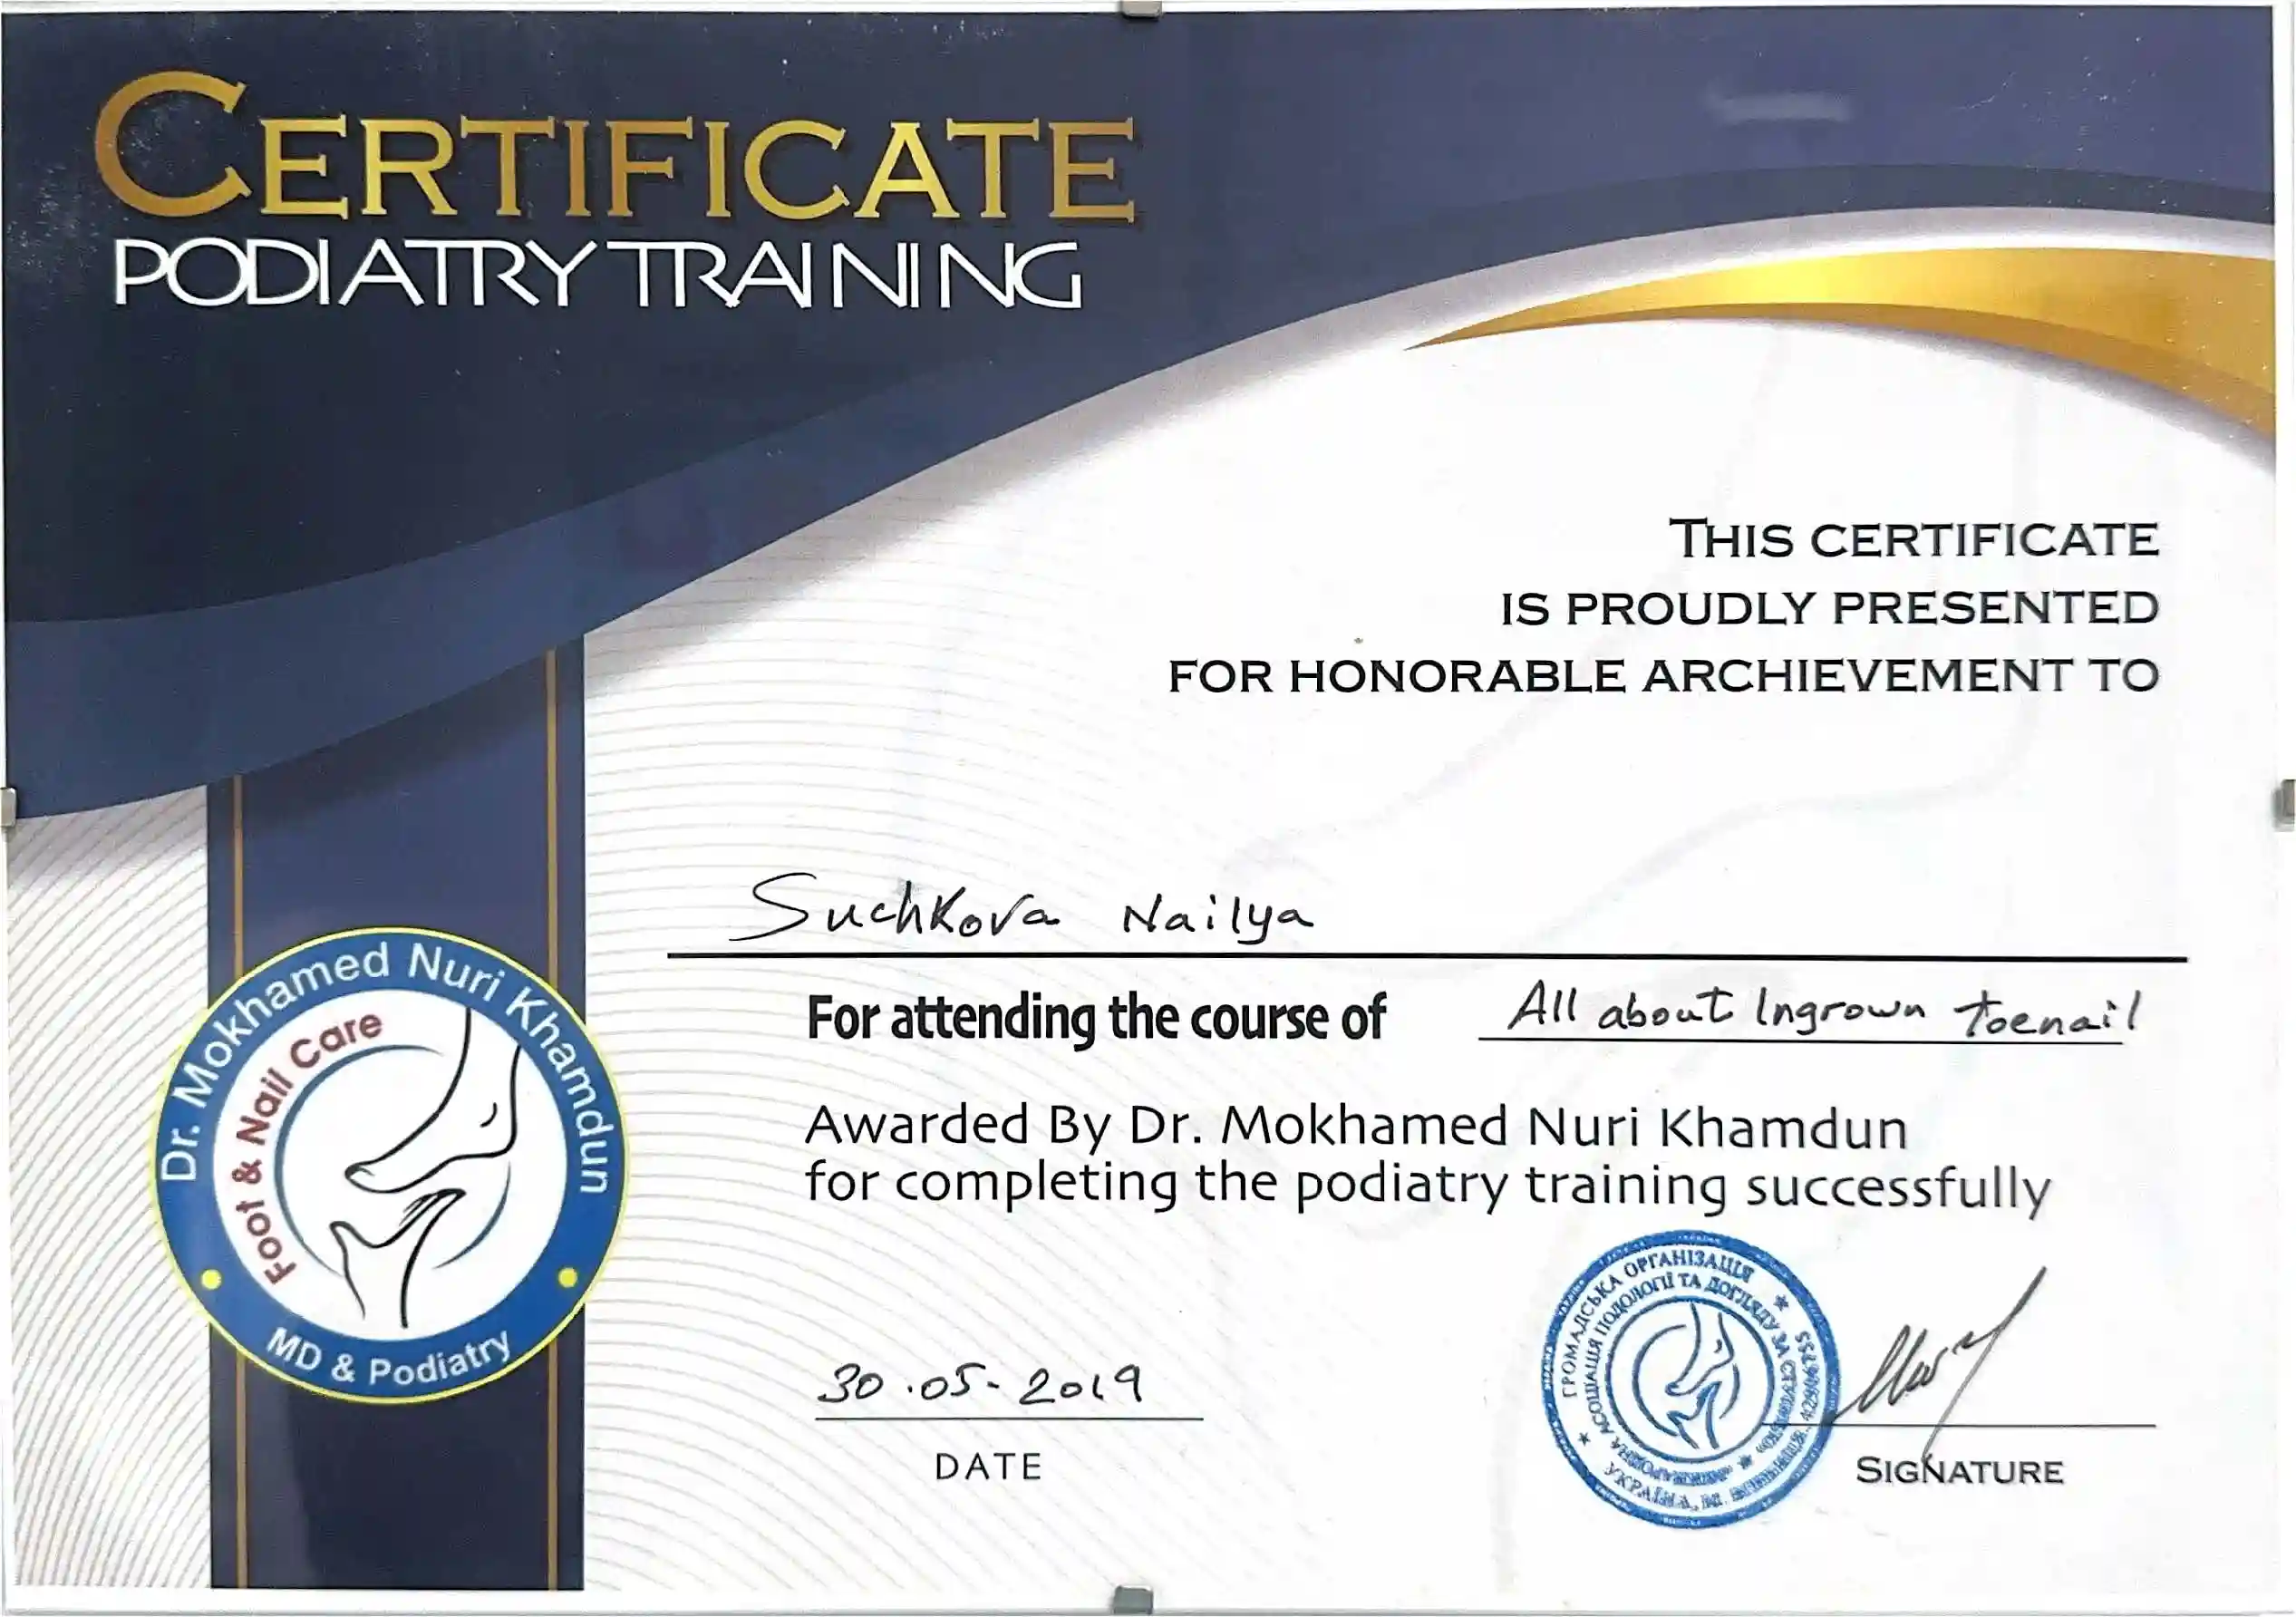 CERTIFICATE
PODIATRY TRAINING
THIS CERTIFICATE
IS PROUDLY PRESENTED
FOR HONORABLE ARCHIEVEMENT TO
Suchkova Nailya
For attending the course of All about Ingrown toenail
Awarded By Dr. Mokhamed Nuri Khamdun
for completing the podiatry training successfully
Dr. Mokhamed Nuri Khamdun
Foot & Nail Care
MD & Podiatry
30.05-2019
DATE
ГРОМАДСЬКА ОРГАНІЗАЦІЯ
АСОЦІАЦІЯ ПОДОЛОГІЇ ТА ДОГЛЯДУ ЗА
УКРАЇНА, М.
SIGNATURE